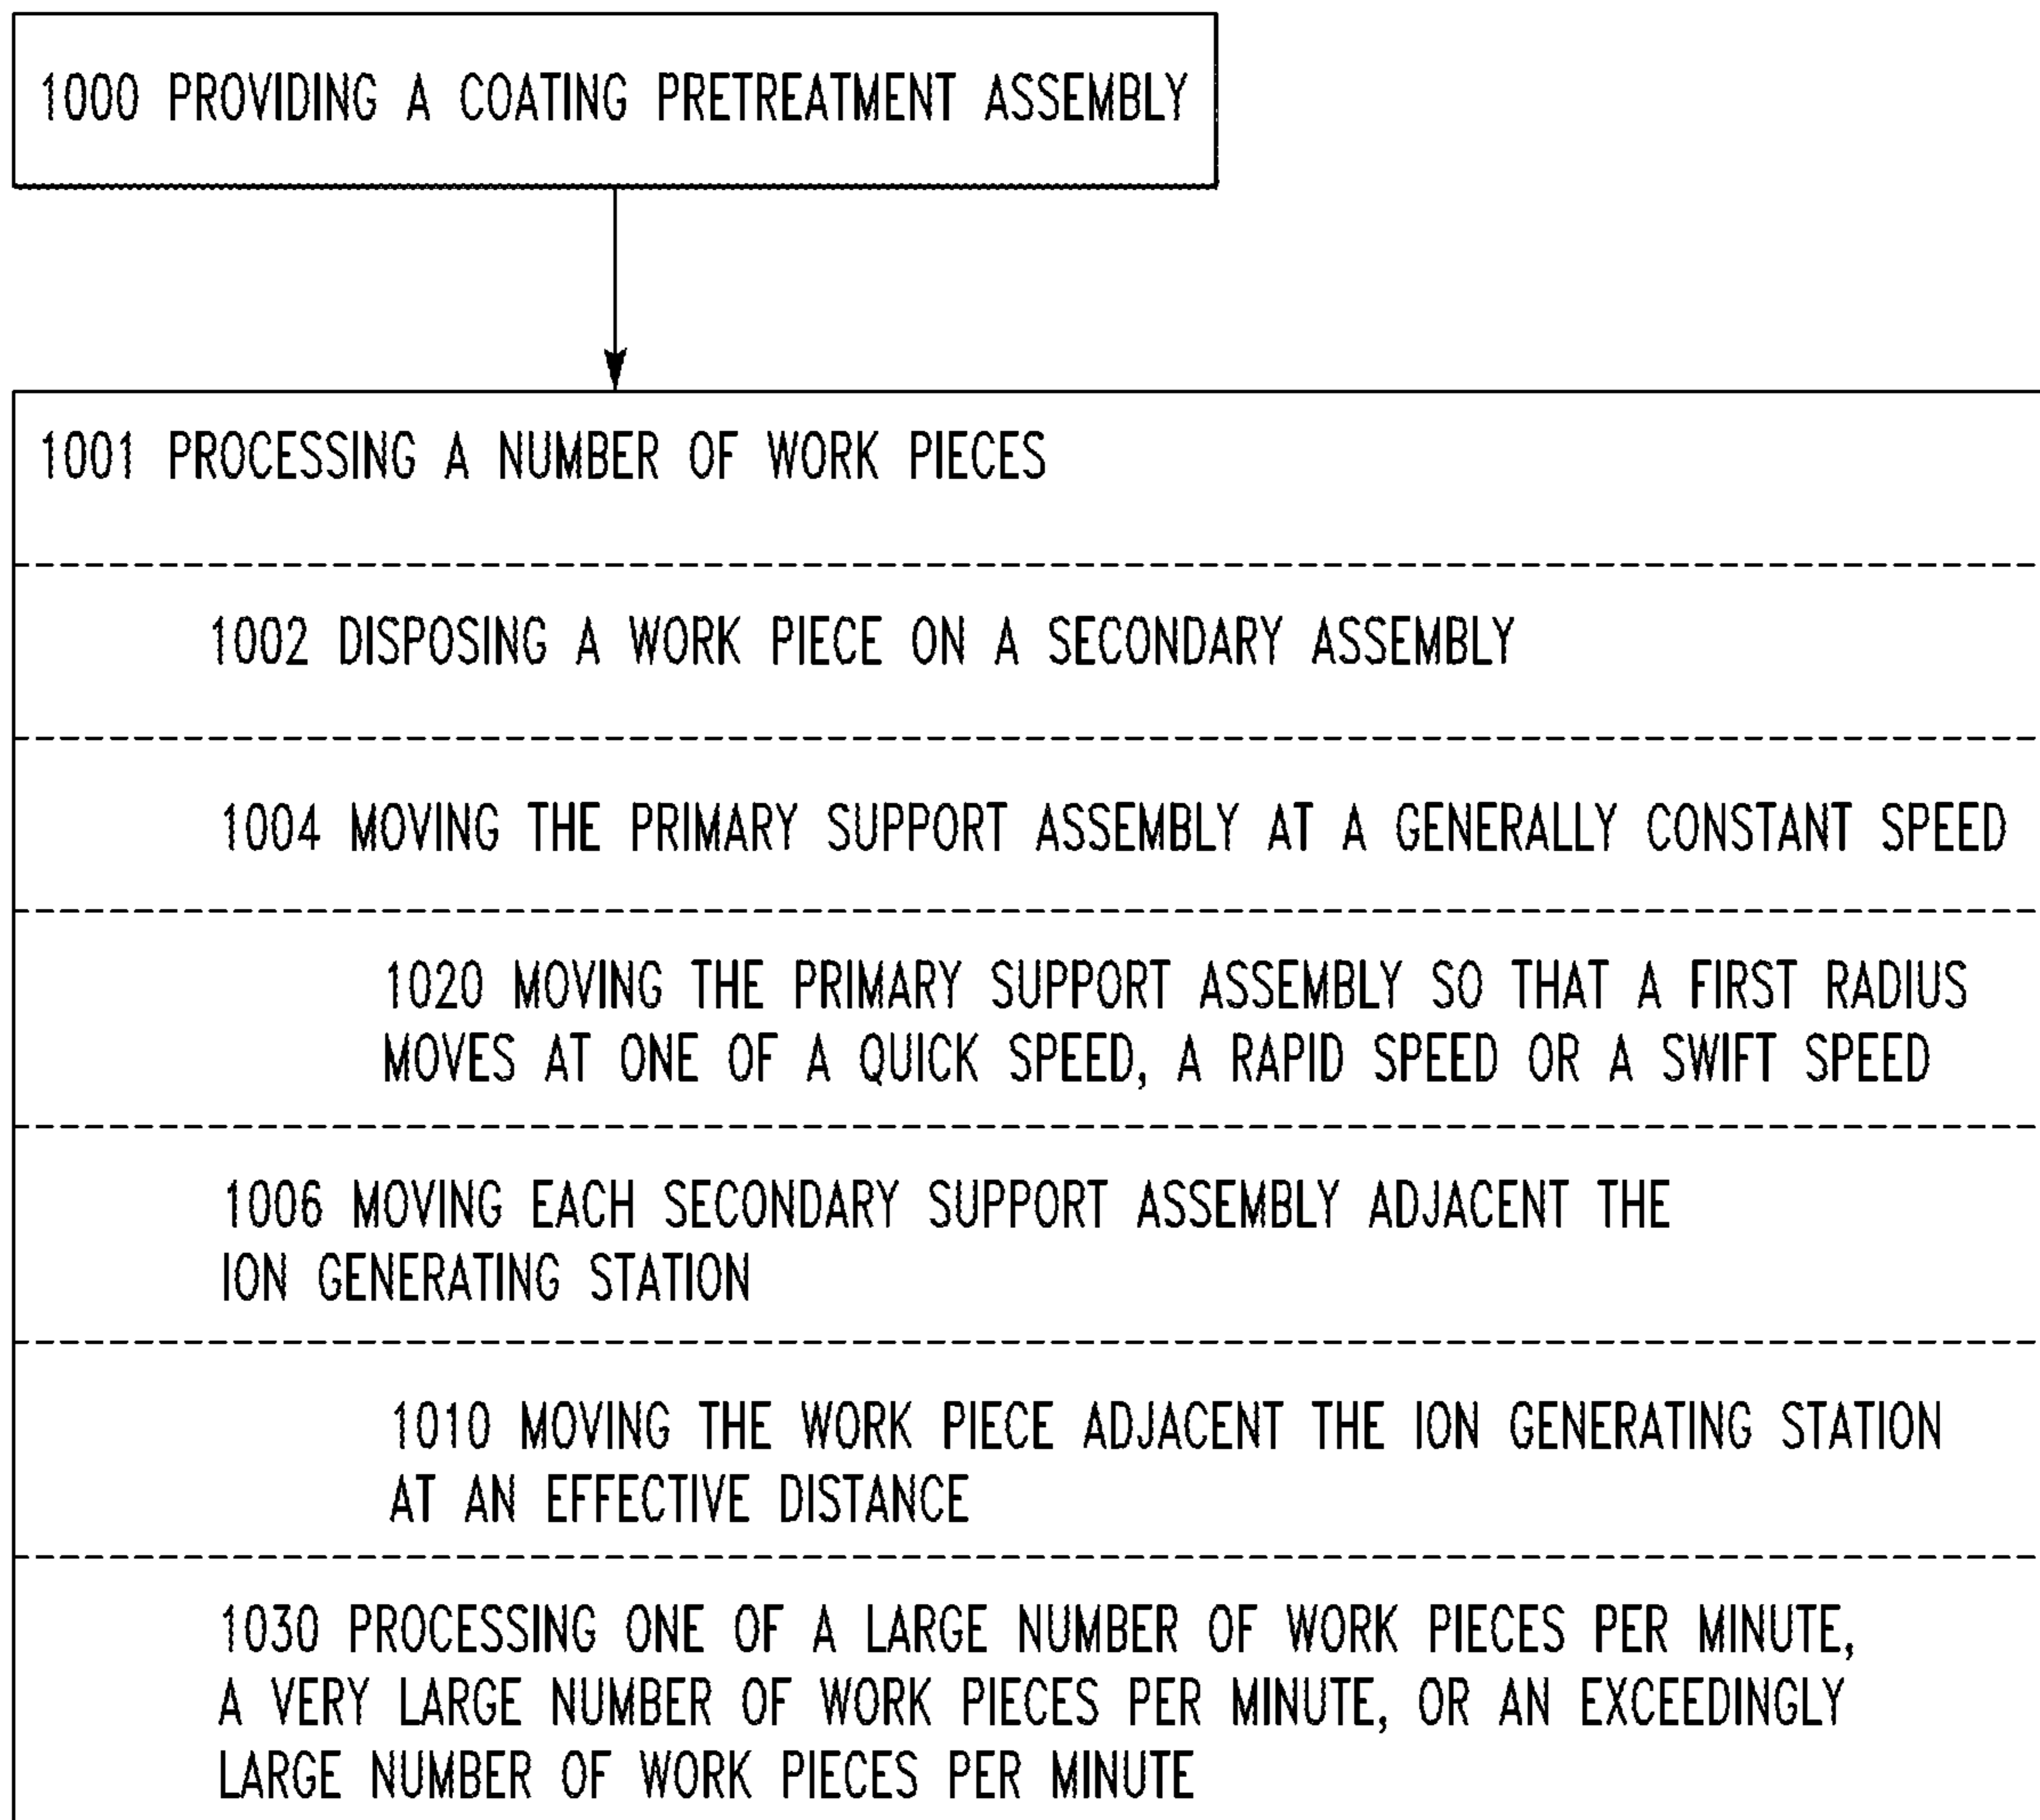 1000 PROVIDING A COATING PRETREATMENT ASSEMBLY
1001 PROCESSING A NUMBER OF WORK PIECES
1002 DISPOSING A WORK PIECE ON A SECONDARY ASSEMBLY
1004 MOVING THE PRIMARY SUPPORT ASSEMBLY AT A GENERALLY CONSTANT SPEED
1020 MOVING THE PRIMARY SUPPORT ASSEMBLY SO THAT A FIRST RADIUS
MOVES AT ONE OF A QUICK SPEED, A RAPID SPEED OR A SWIFT SPEED
1006 MOVING EACH SECONDARY SUPPORT ASSEMBLY ADJACENT THE
ION GENERATING STATION
1010 MOVING THE WORK PIECE ADJACENT THE ION GENERATING STATION
AT AN EFFECTIVE DISTANCE
1030 PROCESSING ONE OF A LARGE NUMBER OF WORK PIECES PER MINUTE,
A VERY LARGE NUMBER OF WORK PIECES PER MINUTE, OR AN EXCEEDINGLY
LARGE NUMBER OF WORK PIECES PER MINUTE